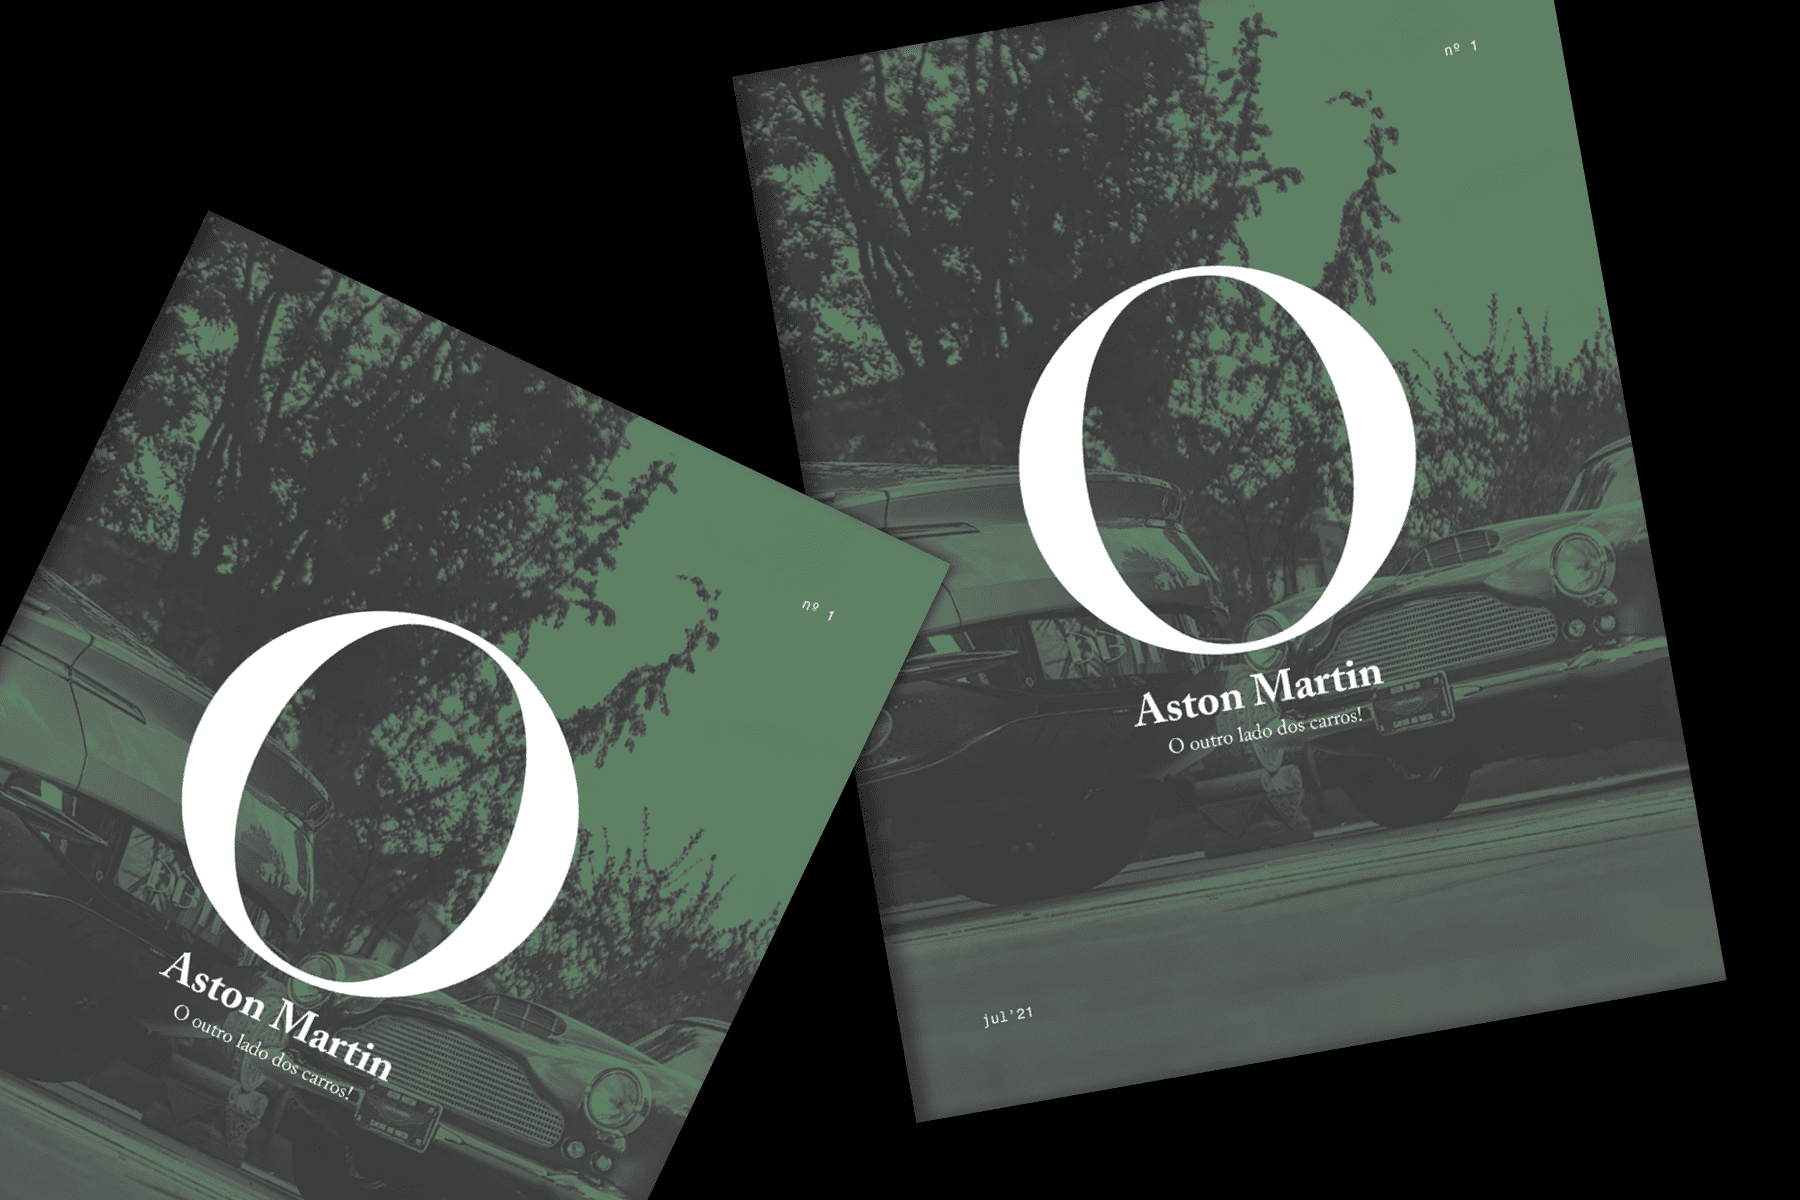 nº 1
O
Aston Martin
O outro lado dos carros!
nº 1
O
Aston Martin
O outro lado dos carros!
jul'21